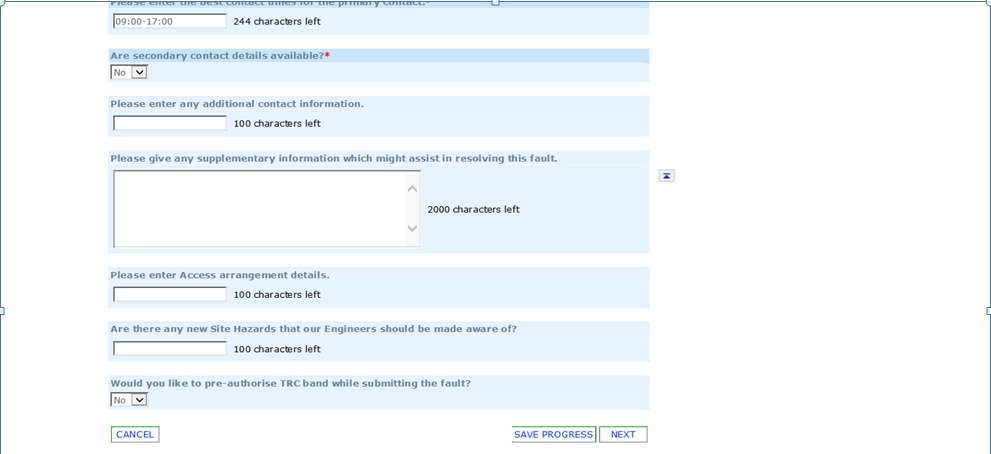 Please enter the best contact times for the primary contact.*
09:00-17:00 244 characters left
Are secondary contact details available?*
No
Please enter any additional contact information.
100 characters left
Please give any supplementary information which might assist in resolving this fault.
2000 characters left
Please enter Access arrangement details.
100 characters left
Are there any new Site Hazards that our Engineers should be made aware of?
100 characters left
Would you like to pre-authorise TRC band while submitting the fault?
No
CANCEL SAVE PROGRESS NEXT